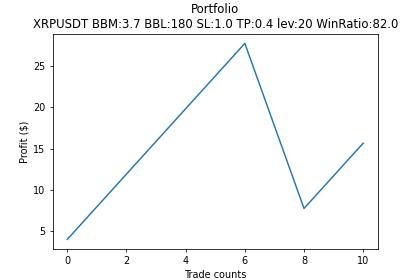 Portfolio
XRPUSDT BBM:3.7 BBL:180 SL:1.0 TP:0.4 lev:20 WinRatio:82.0
Profit ($)
25
20
15
10
5
0 2 4 6 8 10
Trade counts